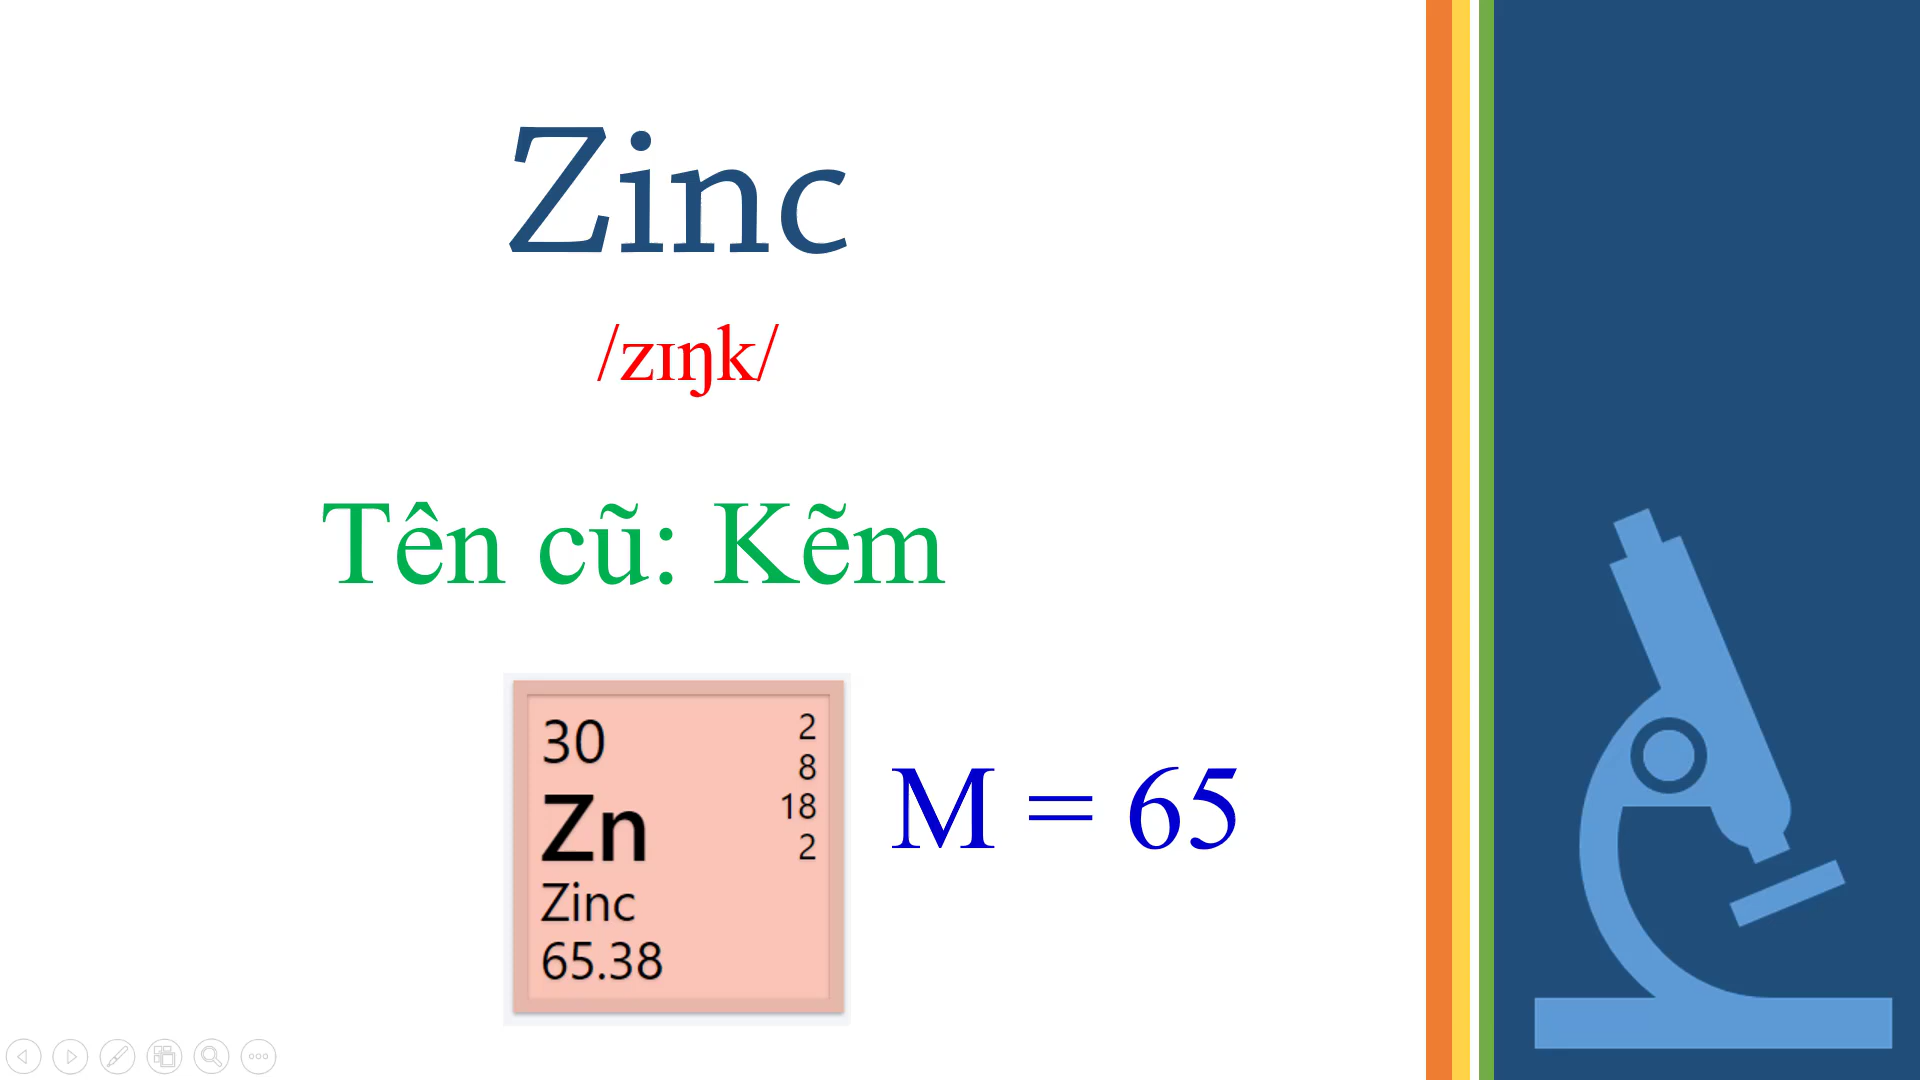 Zinc
/zɪŋk/
Tên cũ: Kẽm
30
2
8
18
2
Zn
Zinc
65.38
M = 65